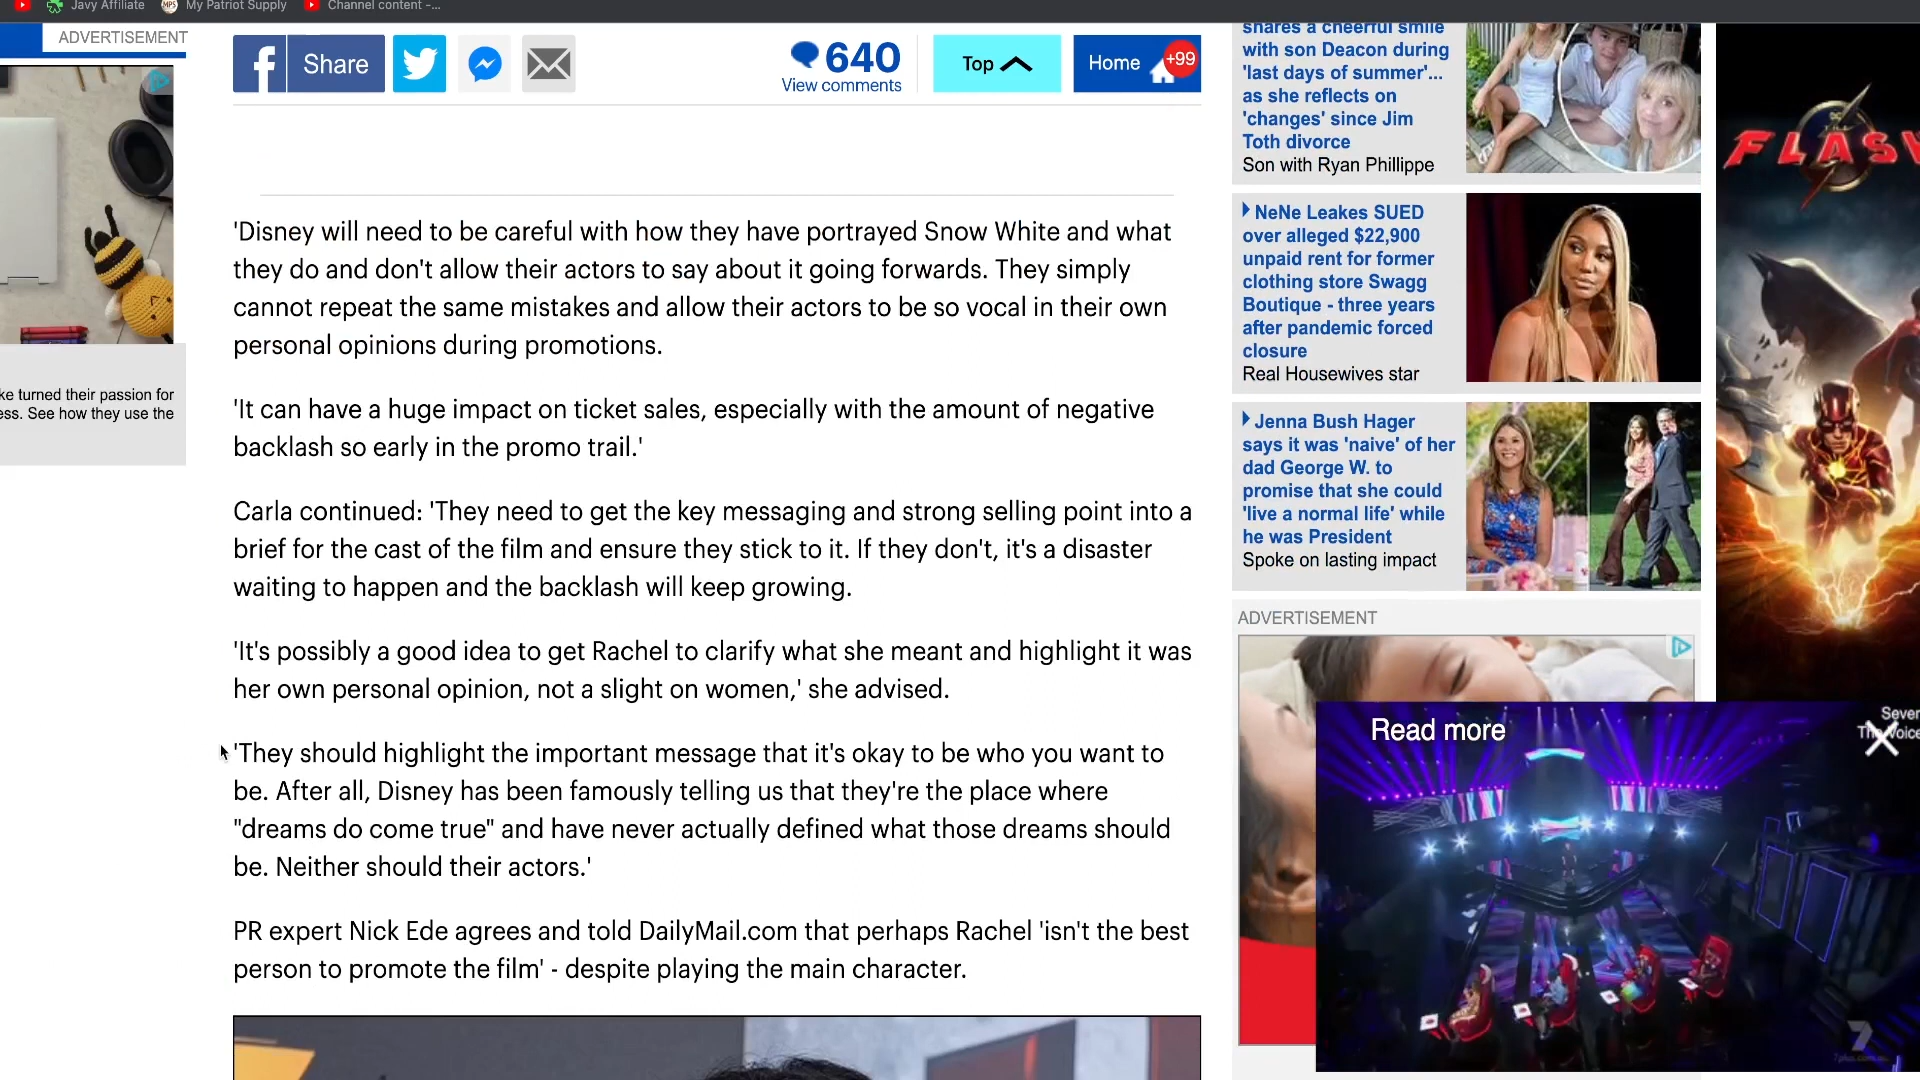 Javy Affiliate
My Patriot Supply
Channel content -...
ADVERTISEMENT
ke turned their passion for
ess. See how they use the
Share
640
View comments
Top
Home
+99
'Disney will need to be careful with how they have portrayed Snow White and what
they do and don't allow their actors to say about it going forwards. They simply
cannot repeat the same mistakes and allow their actors to be so vocal in their own
personal opinions during promotions.
'It can have a huge impact on ticket sales, especially with the amount of negative
backlash so early in the promo trail.'
Carla continued: 'They need to get the key messaging and strong selling point into a
brief for the cast of the film and ensure they stick to it. If they don't, it's a disaster
waiting to happen and the backlash will keep growing.
'It's possibly a good idea to get Rachel to clarify what she meant and highlight it was
her own personal opinion, not a slight on women,' she advised.
'They should highlight the important message that it's okay to be who you want to
be. After all, Disney has been famously telling us that they're the place where
"dreams do come true" and have never actually defined what those dreams should
be. Neither should their actors.'
PR expert Nick Ede agrees and told DailyMail.com that perhaps Rachel 'isn't the best
person to promote the film' - despite playing the main character.
shares a cheerful smile
with son Deacon during
'last days of summer'...
as she reflects on
'changes' since Jim
Toth divorce
Son with Ryan Phillippe
NeNe Leakes SUED
over alleged $22,900
unpaid rent for former
clothing store Swagg
Boutique - three years
after pandemic forced
closure
Real Housewives star
Jenna Bush Hager
says it was 'naive' of her
dad George W. to
promise that she could
'live a normal life' while
he was President
Spoke on lasting impact
ADVERTISEMENT
Read more
Seven
The Voice
7
DC
THE
FLASH